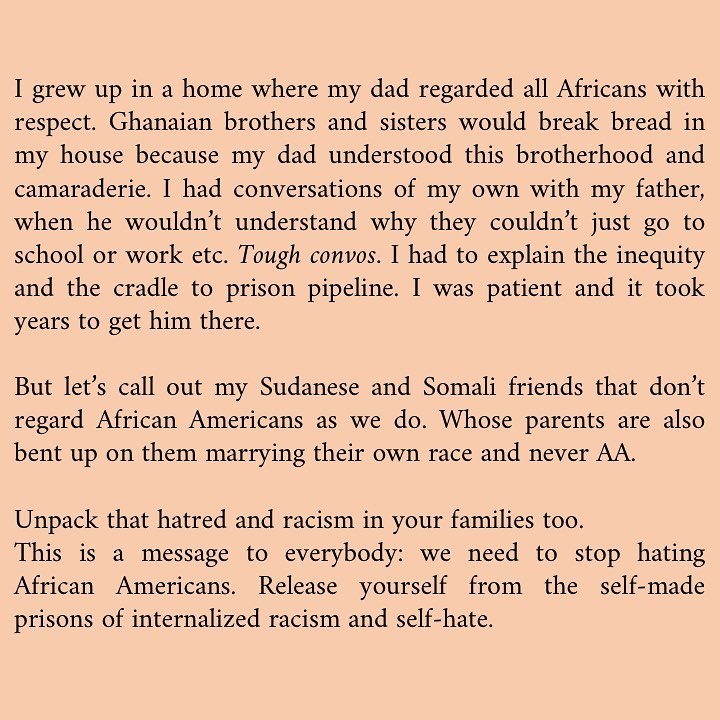 I grew up in a home where my dad regarded all Africans with
respect. Ghanaian brothers and sisters would break bread in
my house because my dad understood this brotherhood and
camaraderie. I had conversations of my own with my father,
when he wouldn’t understand why they couldn’t just go to
school or work etc. Tough convos. I had to explain the inequity
and the cradle to prison pipeline. I was patient and it took
years to get him there.
But let’s call out my Sudanese and Somali friends that don’t
regard African Americans as we do. Whose parents are also
bent up on them marrying their own race and never AA.
Unpack that hatred and racism in your families too.
This is a message to everybody: we need to stop hating
African Americans. Release yourself from the self-made
prisons of internalized racism and self-hate.